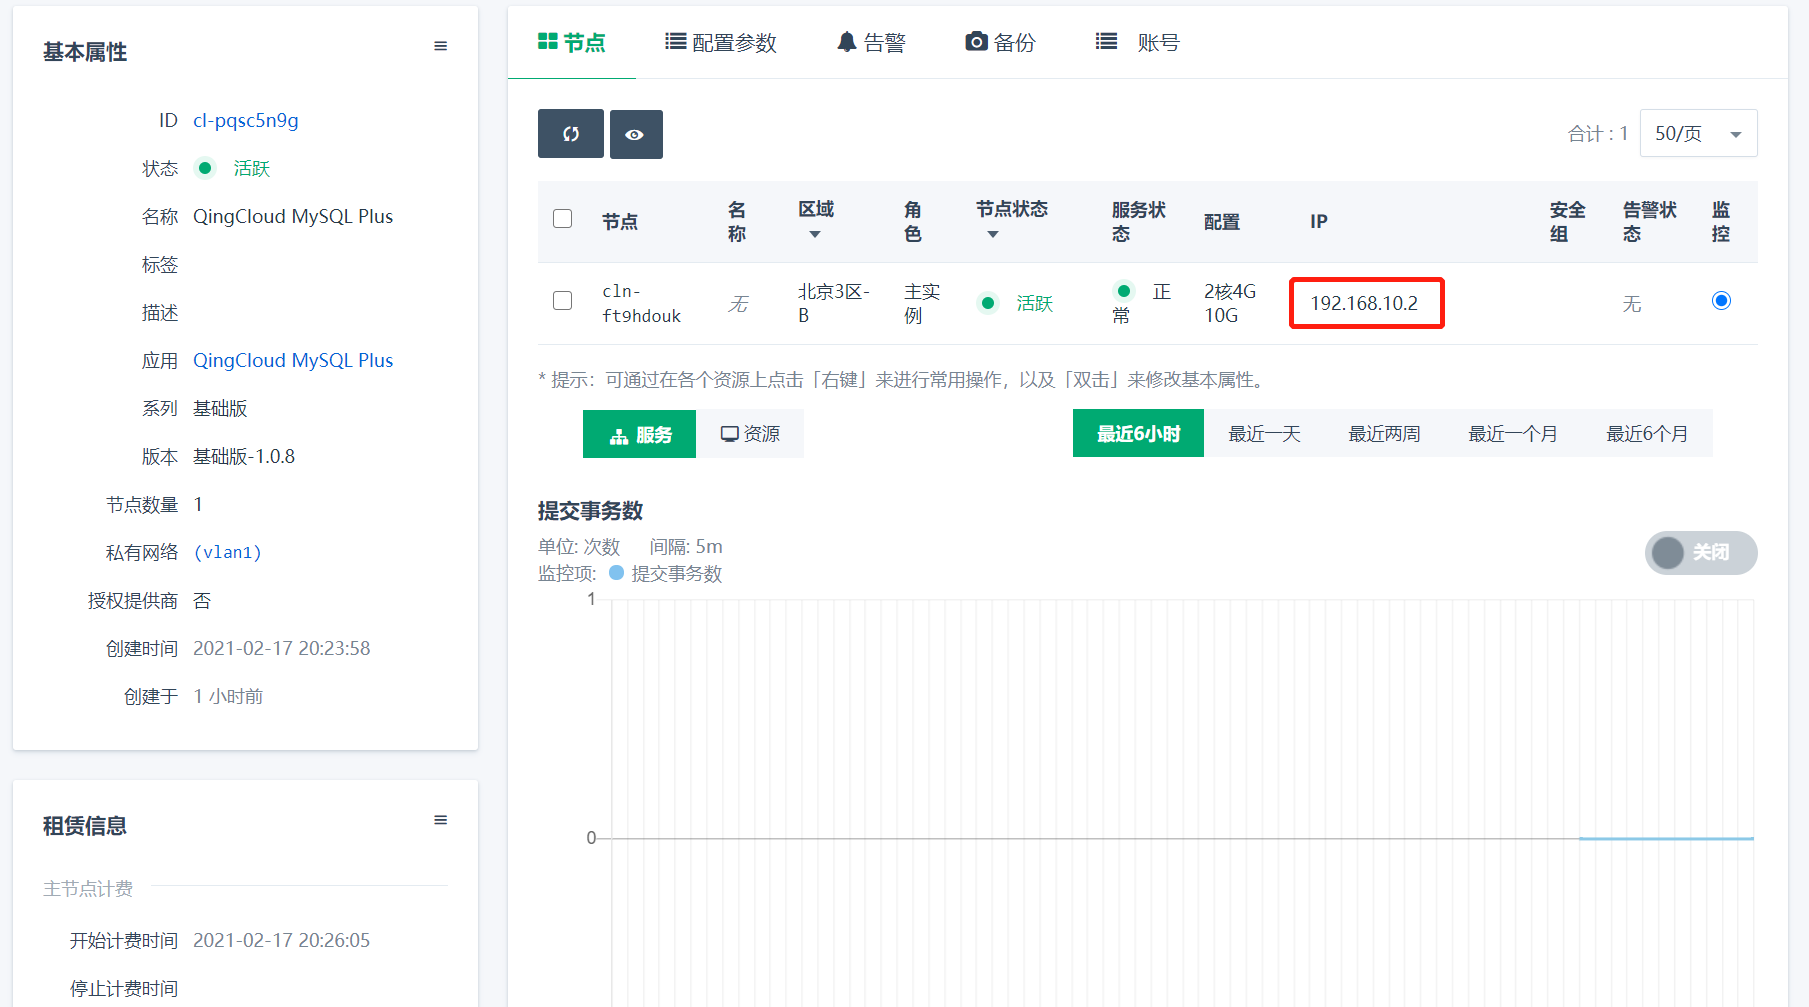 基本属性
ID cl-pqsc5n9g
状态 活跃
名称 QingCloud MySQL Plus
标签
描述
应用 QingCloud MySQL Plus
系列 基础版
版本 基础版-1.0.8
节点数量 1
私有网络 (vlan1)
授权提供商 否
创建时间 2021-02-17 20:23:58
创建于 1 小时前
租赁信息
主节点计费
开始计费时间 2021-02-17 20:26:05
停止计费时间
节点 配置参数 告警 备份 账号
合计 : 1 50/页
节点 名称 区域 角色 节点状态 服务状态 配置 IP 安全组 告警状态 监控
cln-ft9hdouk 无 北京3区-B 主实例 活跃 正常 2核4G 10G 192.168.10.2 无
* 提示：可通过在各个资源上点击「右键」来进行常用操作，以及「双击」来修改基本属性。
服务 资源 最近6小时 最近一天 最近两周 最近一个月 最近6个月
提交事务数
单位: 次数 间隔: 5m
关闭
监控项: 提交事务数
1
0